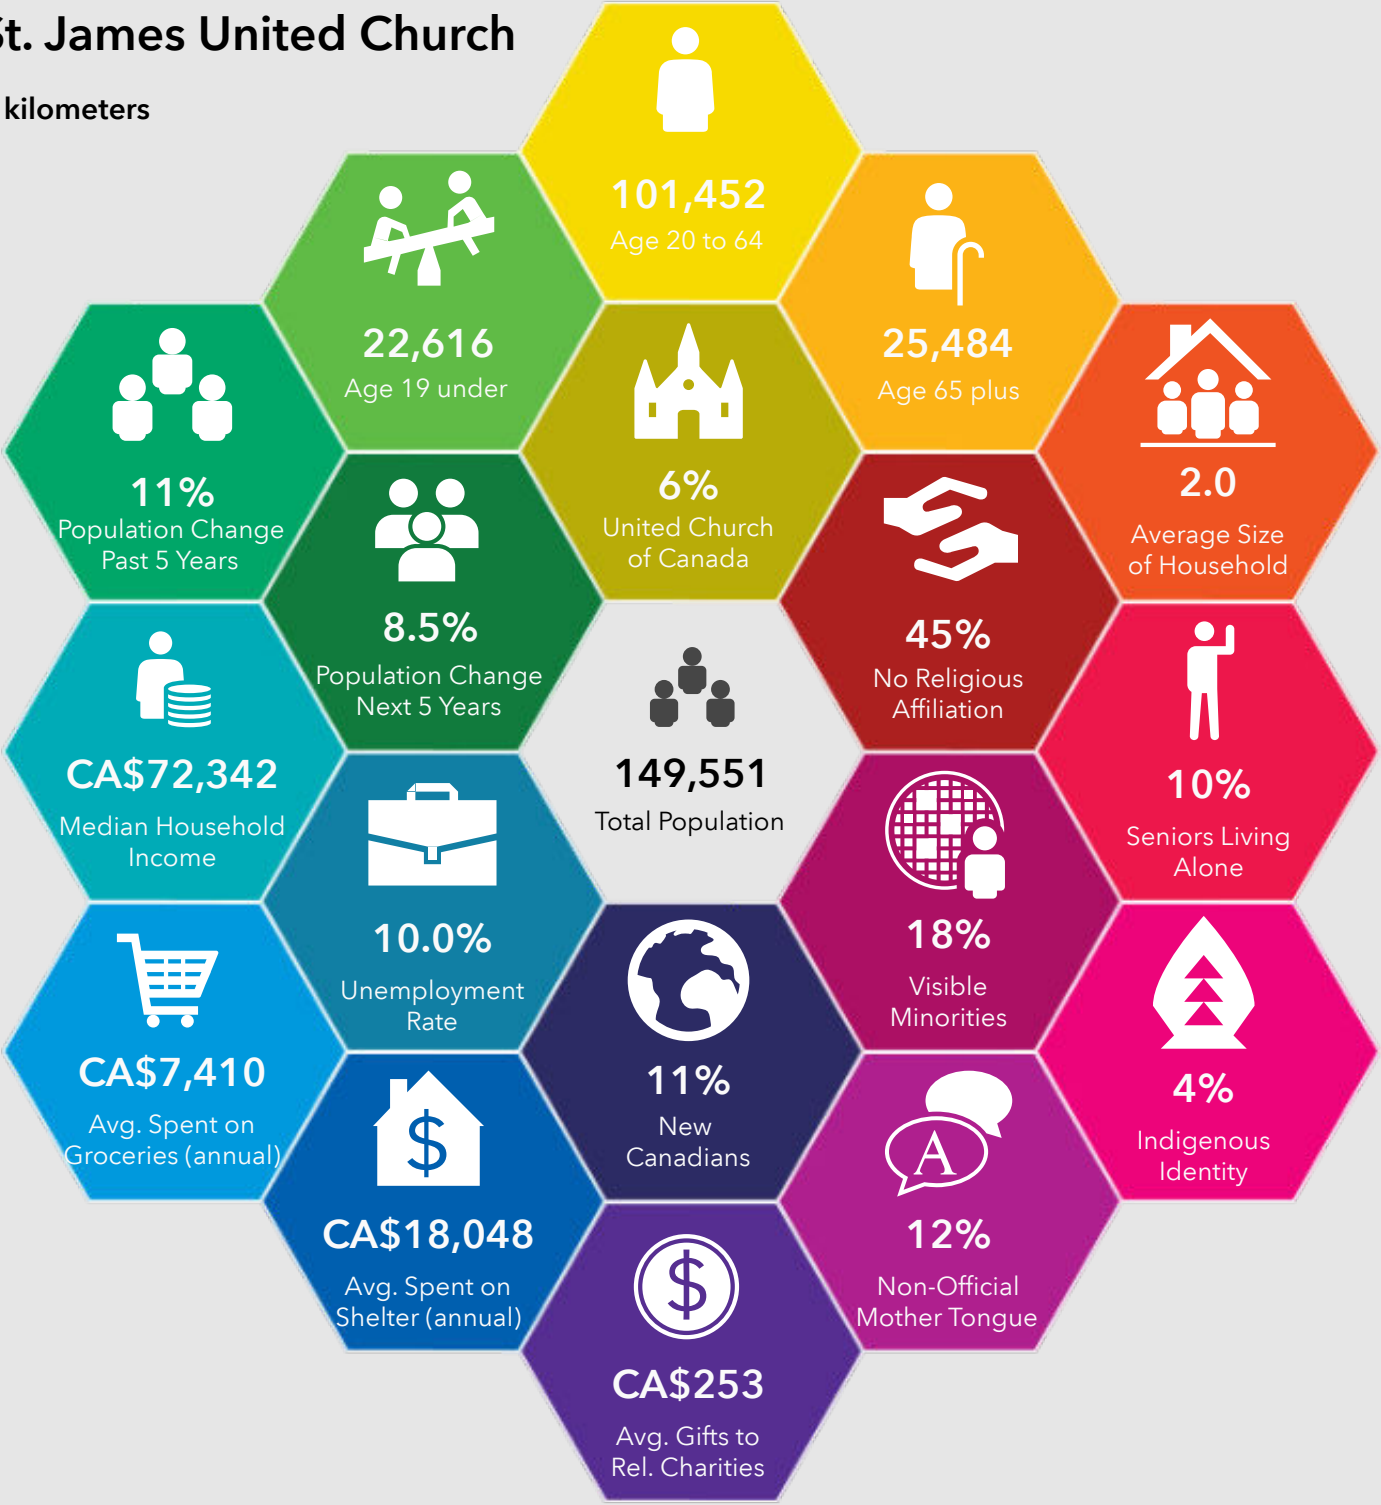 St. James United Church
kilometers
101,452
Age 20 to 64
22,616
Age 19 under
25,484
Age 65 plus
11%
Population Change
Past 5 Years
6%
United Church
of Canada
2.0
Average Size
of Household
8.5%
Population Change
Next 5 Years
45%
No Religious
Affiliation
CA$72,342
Median Household
Income
149,551
Total Population
10%
Seniors Living
Alone
10.0%
Unemployment
Rate
18%
Visible
Minorities
CA$7,410
Avg. Spent on
Groceries (annual)
$
11%
New
Canadians
A
4%
Indigenous
Identity
CA$18,048
Avg. Spent on
Shelter (annual)
$
12%
Non-Official
Mother Tongue
CA$253
Avg. Gifts to
Rel. Charities